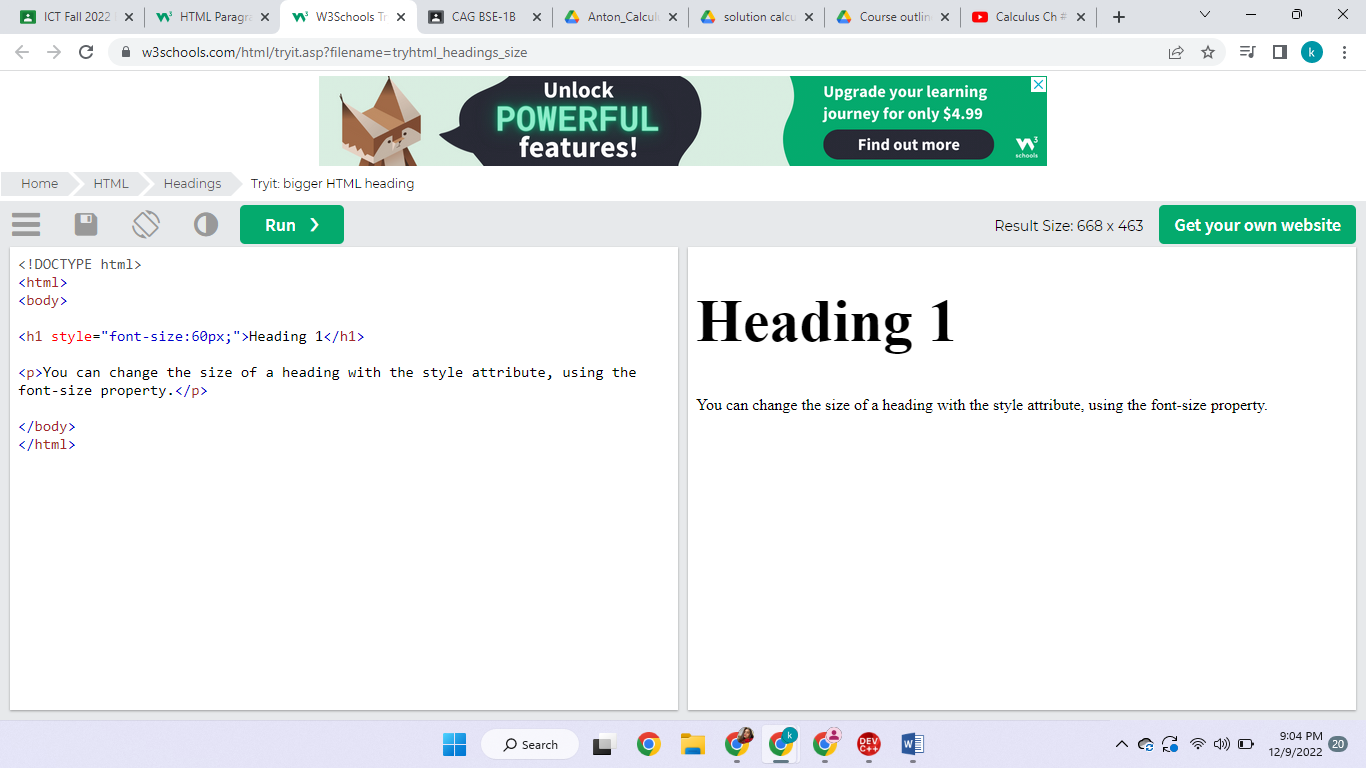 ICT Fall 2022
HTML Paragra
W3Schools Tr
CAG BSE-1B
Anton_Calcul
solution calcu
Course outlin
Calculus Ch #
w3schools.com/html/tryit.asp?filename=tryhtml_headings_size
k
Unlock
POWERFUL
features!
Upgrade your learning
journey for only $4.99
Find out more
W3
schools
Home
HTML
Headings
Tryit: bigger HTML heading
Run ❯
Result Size: 668 x 463
Get your own website
<!DOCTYPE html>
<html>
<body>
<h1 style="font-size:60px;">Heading 1</h1>
<p>You can change the size of a heading with the style attribute, using the
font-size property.</p>
</body>
</html>
Heading 1
You can change the size of a heading with the style attribute, using the font-size property.
Search
k
DEV
C++
W
9:04 PM
12/9/2022
20